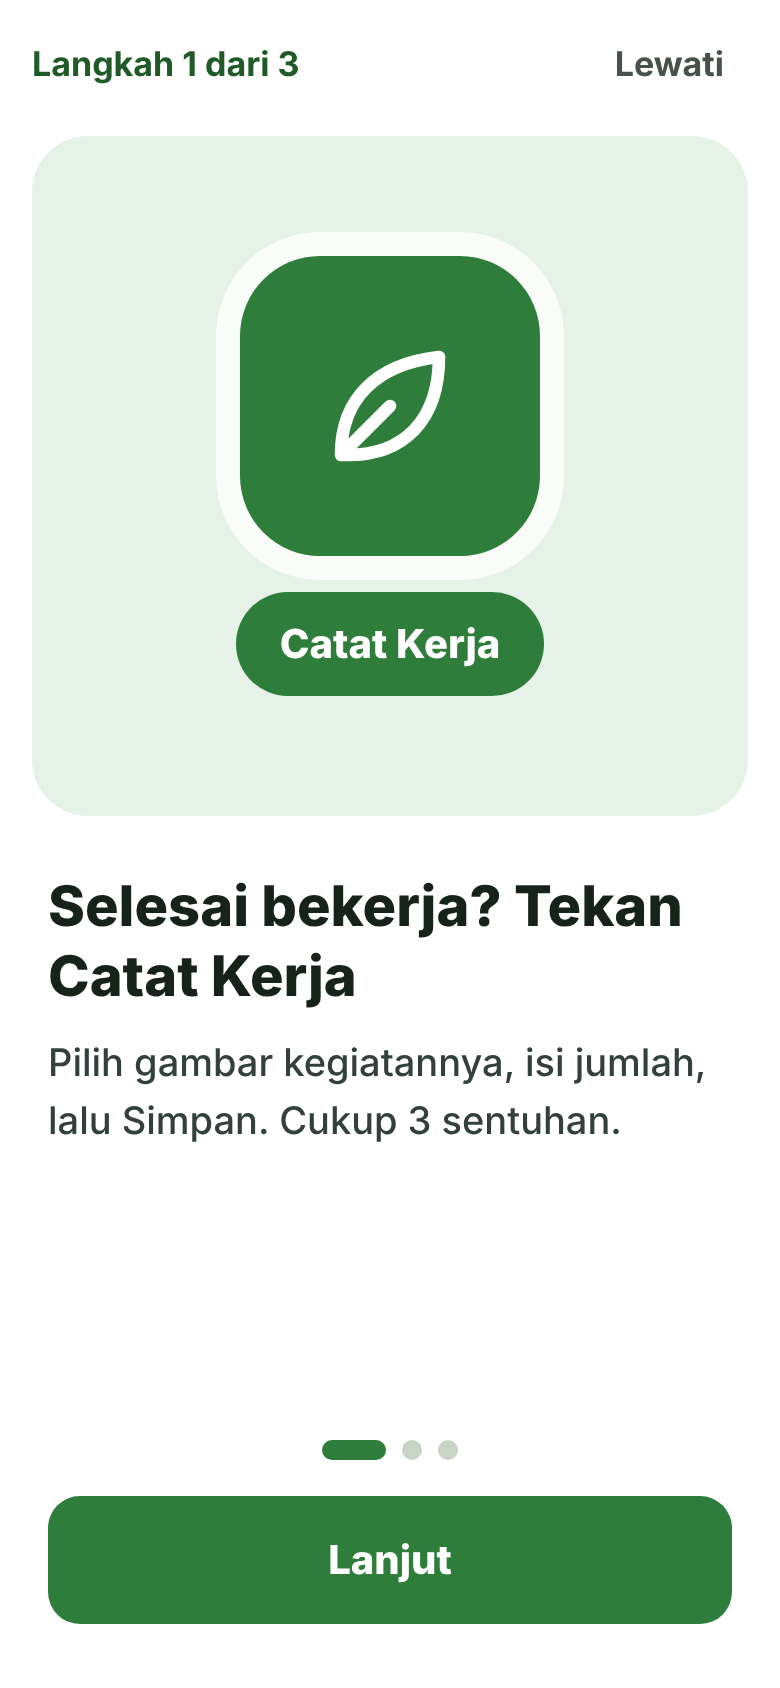 Langkah 1 dari 3
Lewati
Catat Kerja
Selesai bekerja? Tekan
Catat Kerja
Pilih gambar kegiatannya, isi jumlah,
lalu Simpan. Cukup 3 sentuhan.
Lanjut